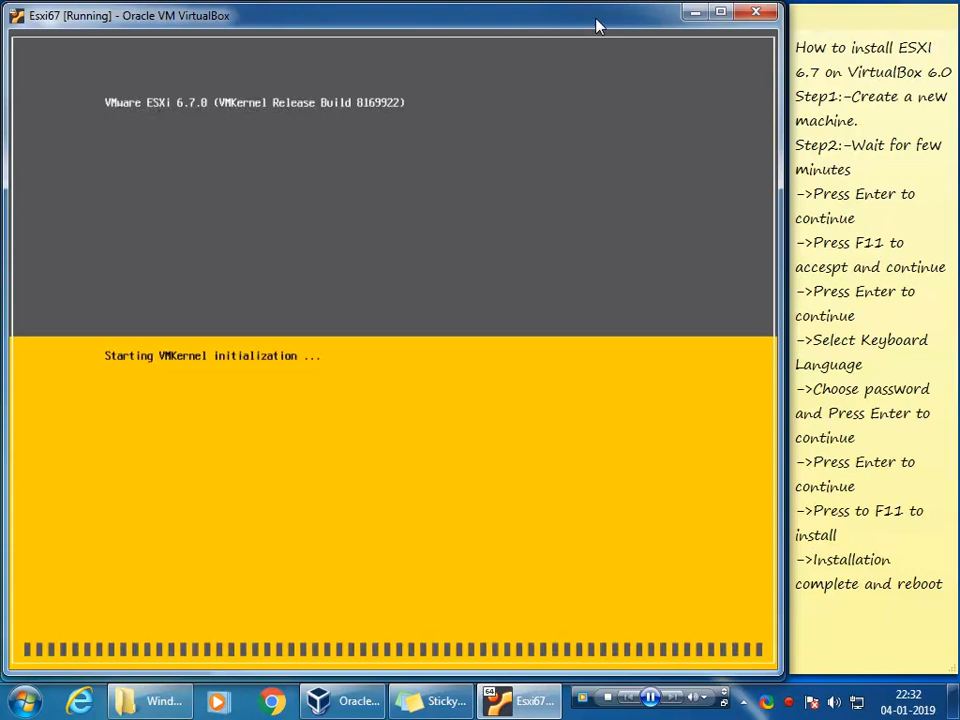 Esxi67 [Running] - Oracle VM VirtualBox
VMware ESXi 6.7.0 (VMKernel Release Build 8169922)
Starting VMKernel initialization ...
How to install ESXI
6.7 on VirtualBox 6.0
Step1:-Create a new
machine.
Step2:-Wait for few
minutes
->Press Enter to
continue
->Press F11 to
accespt and continue
->Press Enter to
continue
->Select Keyboard
Language
->Choose password
and Press Enter to
continue
->Press Enter to
continue
->Press to F11 to
install
->Installation
complete and reboot
Wind...
Oracle...
Sticky...
64
Esxi67...
22:32
04-01-2019